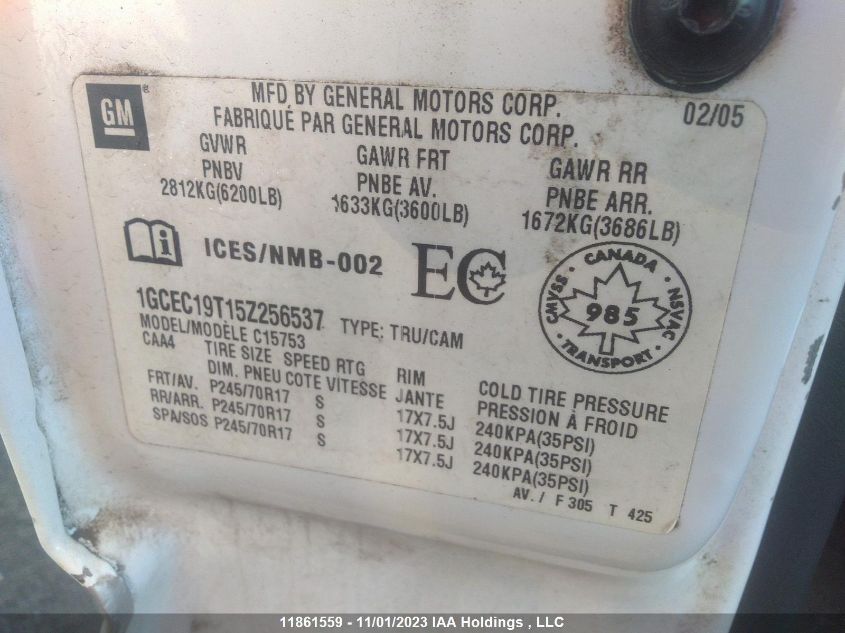 GM
MFD BY GENERAL MOTORS CORP. 02/05
FABRIQUÉ PAR GENERAL MOTORS CORP.
GVWR GAWR FRT GAWR RR
PNBV PNBE AV. PNBE ARR.
2812KG(6200LB) 1633KG(3600LB) 1672KG(3686LB)
ICES/NMB-002 EC
CANADA
CMVSS 985 NSVAC
TRANSPORT
1GCEC19T15Z256537 TYPE: TRU/CAM
MODEL/MODÈLE C15753
CAA4 TIRE SIZE SPEED RTG RIM COLD TIRE PRESSURE
DIM. PNEU COTE VITESSE JANTE PRESSION À FROID
FRT/AV. P245/70R17 S 17X7.5J 240KPA(35PSI)
RR/ARR. P245/70R17 S 17X7.5J 240KPA(35PSI)
SPA/SOS P245/70R17 S 17X7.5J 240KPA(35PSI)
AV. / F 305 T 425
11861559 - 11/01/2023 IAA Holdings , LLC